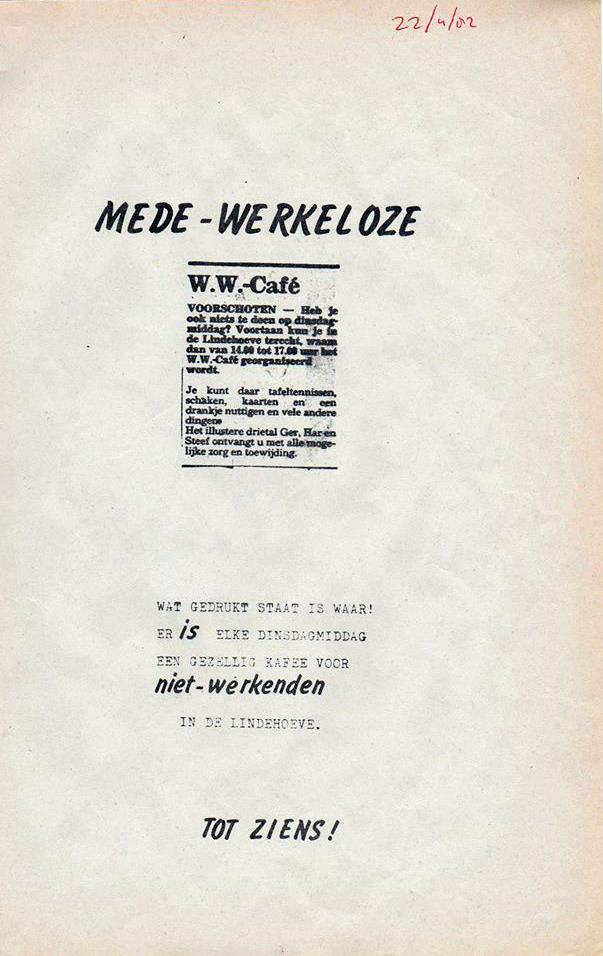 22/4/82
MEDE-WERKELOZE
W.W.-Café
VOORSCHOTEN — Heb je
ook niets te doen op dinsdag-
middag? Voortaan kun je in
de Lindehoeve terecht, waar
dan van 14.00 tot 17.00 uur het
W.W.-Café georganiseerd
wordt.
Je kunt daar tafeltennissen,
schaken, kaarten en een
drankje nuttigen en vele andere
dingen
Het illustere drietal Ger, Har en
Steef ontvangt u met alle moge-
lijke zorg en toewijding.
WAT GEDRUKT STAAT IS WAAR!
ER is ELKE DINSDAGMIDDAG
EEN GEZELLIG KAFEE VOOR
niet-werkenden
IN DE LINDEHOEVE.
TOT ZIENS!